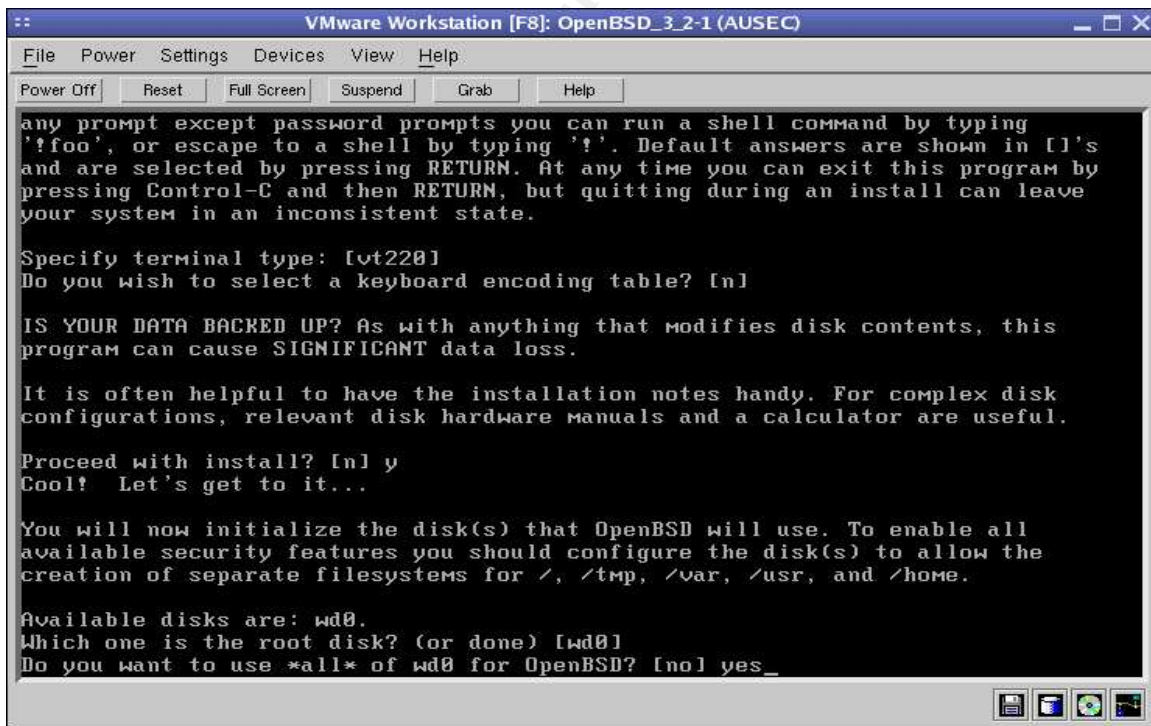 VMware Workstation [F8]: OpenBSD_3_2-1 (AUSEC)
File Power Settings Devices View Help
Power Off Reset Full Screen Suspend Grab Help
any prompt except password prompts you can run a shell command by typing
'!foo', or escape to a shell by typing '!'. Default answers are shown in []'s
and are selected by pressing RETURN. At any time you can exit this program by
pressing Control-C and then RETURN, but quitting during an install can leave
your system in an inconsistent state.
Specify terminal type: [vt220]
Do you wish to select a keyboard encoding table? [n]
IS YOUR DATA BACKED UP? As with anything that modifies disk contents, this
program can cause SIGNIFICANT data loss.
It is often helpful to have the installation notes handy. For complex disk
configurations, relevant disk hardware manuals and a calculator are useful.
Proceed with install? [n] y
Cool! Let's get to it...
You will now initialize the disk(s) that OpenBSD will use. To enable all
available security features you should configure the disk(s) to allow the
creation of separate filesystems for /, /tmp, /var, /usr, and /home.
Available disks are: wd0.
Which one is the root disk? (or done) [wd0]
Do you want to use *all* of wd0 for OpenBSD? [no] yes_